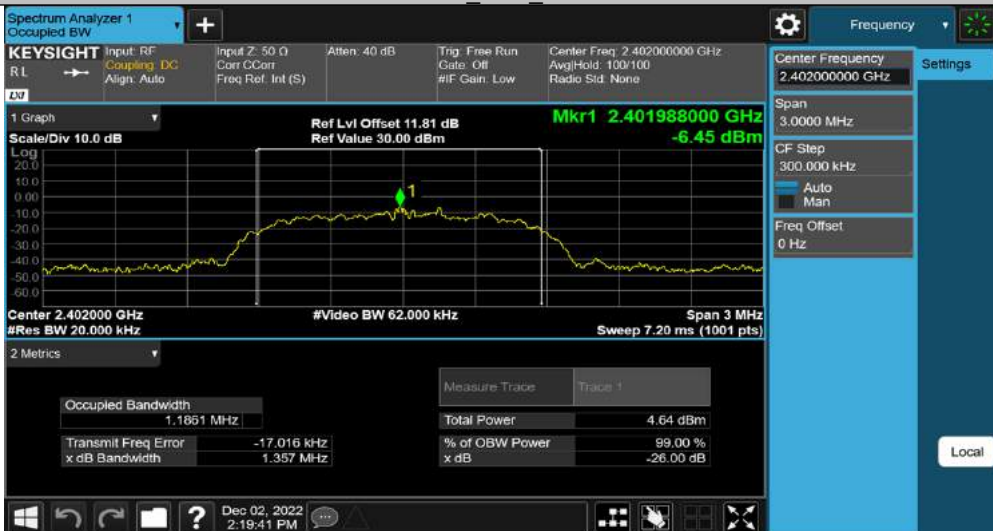 Spectrum Analyzer 1
Occupied BW
Frequency
KEYSIGHT
RL
LXI
Input: RF
Coupling: DC
Align: Auto
Input Z: 50 Ω
Corr CCorr
Freq Ref: Int (S)
Atten: 40 dB
Trig: Free Run
Gate: Off
#IF Gain: Low
Center Freq: 2.402000000 GHz
Avg|Hold: 100/100
Radio Std: None
Center Frequency
2.402000000 GHz
Settings
Span
3.0000 MHz
CF Step
300.000 kHz
Auto
Man
Freq Offset
0 Hz
1 Graph
Scale/Div 10.0 dB
Ref Lvl Offset 11.81 dB
Ref Value 30.00 dBm
Mkr1 2.401988000 GHz
-6.45 dBm
Log
20.0
10.0
0.00
-10.0
-20.0
-30.0
-40.0
-50.0
-60.0
1
Center 2.402000 GHz
#Res BW 20.000 kHz
#Video BW 62.000 kHz
Span 3 MHz
Sweep 7.20 ms (1001 pts)
2 Metrics
Measure Trace
Trace 1
Occupied Bandwidth
1.1861 MHz
Total Power
4.64 dBm
Transmit Freq Error
-17.016 kHz
% of OBW Power
99.00 %
x dB Bandwidth
1.357 MHz
x dB
-26.00 dB
Local
?
Dec 02, 2022
2:19:41 PM